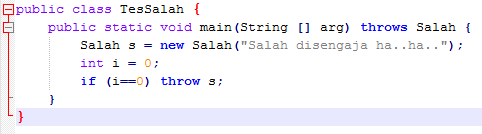 public class TesSalah {
    public static void main(String [] arg) throws Salah {
        Salah s = new Salah("Salah disengaja ha..ha..");
        int i = 0;
        if (i==0) throw s;
    }
}